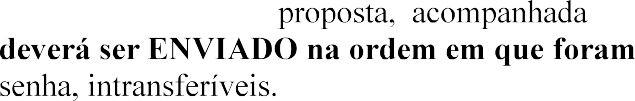 proposta, acompanhada
deverá ser ENVIADO na ordem em que foram
senha, intransferíveis.